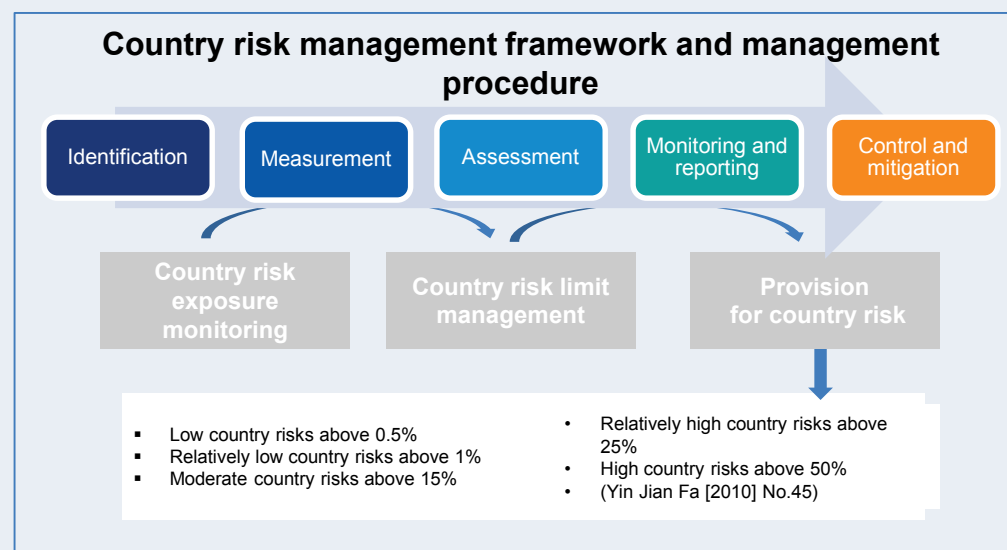 Country risk management framework and management
procedure
Identification
Measurement
Assessment
Monitoring and
reporting
Control and
mitigation
Country risk
exposure
monitoring
Country risk limit
management
Provision
for country risk
▪ Low country risks above 0.5%
▪ Relatively low country risks above 1%
▪ Moderate country risks above 15%
• Relatively high country risks above
25%
• High country risks above 50%
• (Yin Jian Fa [2010] No.45)